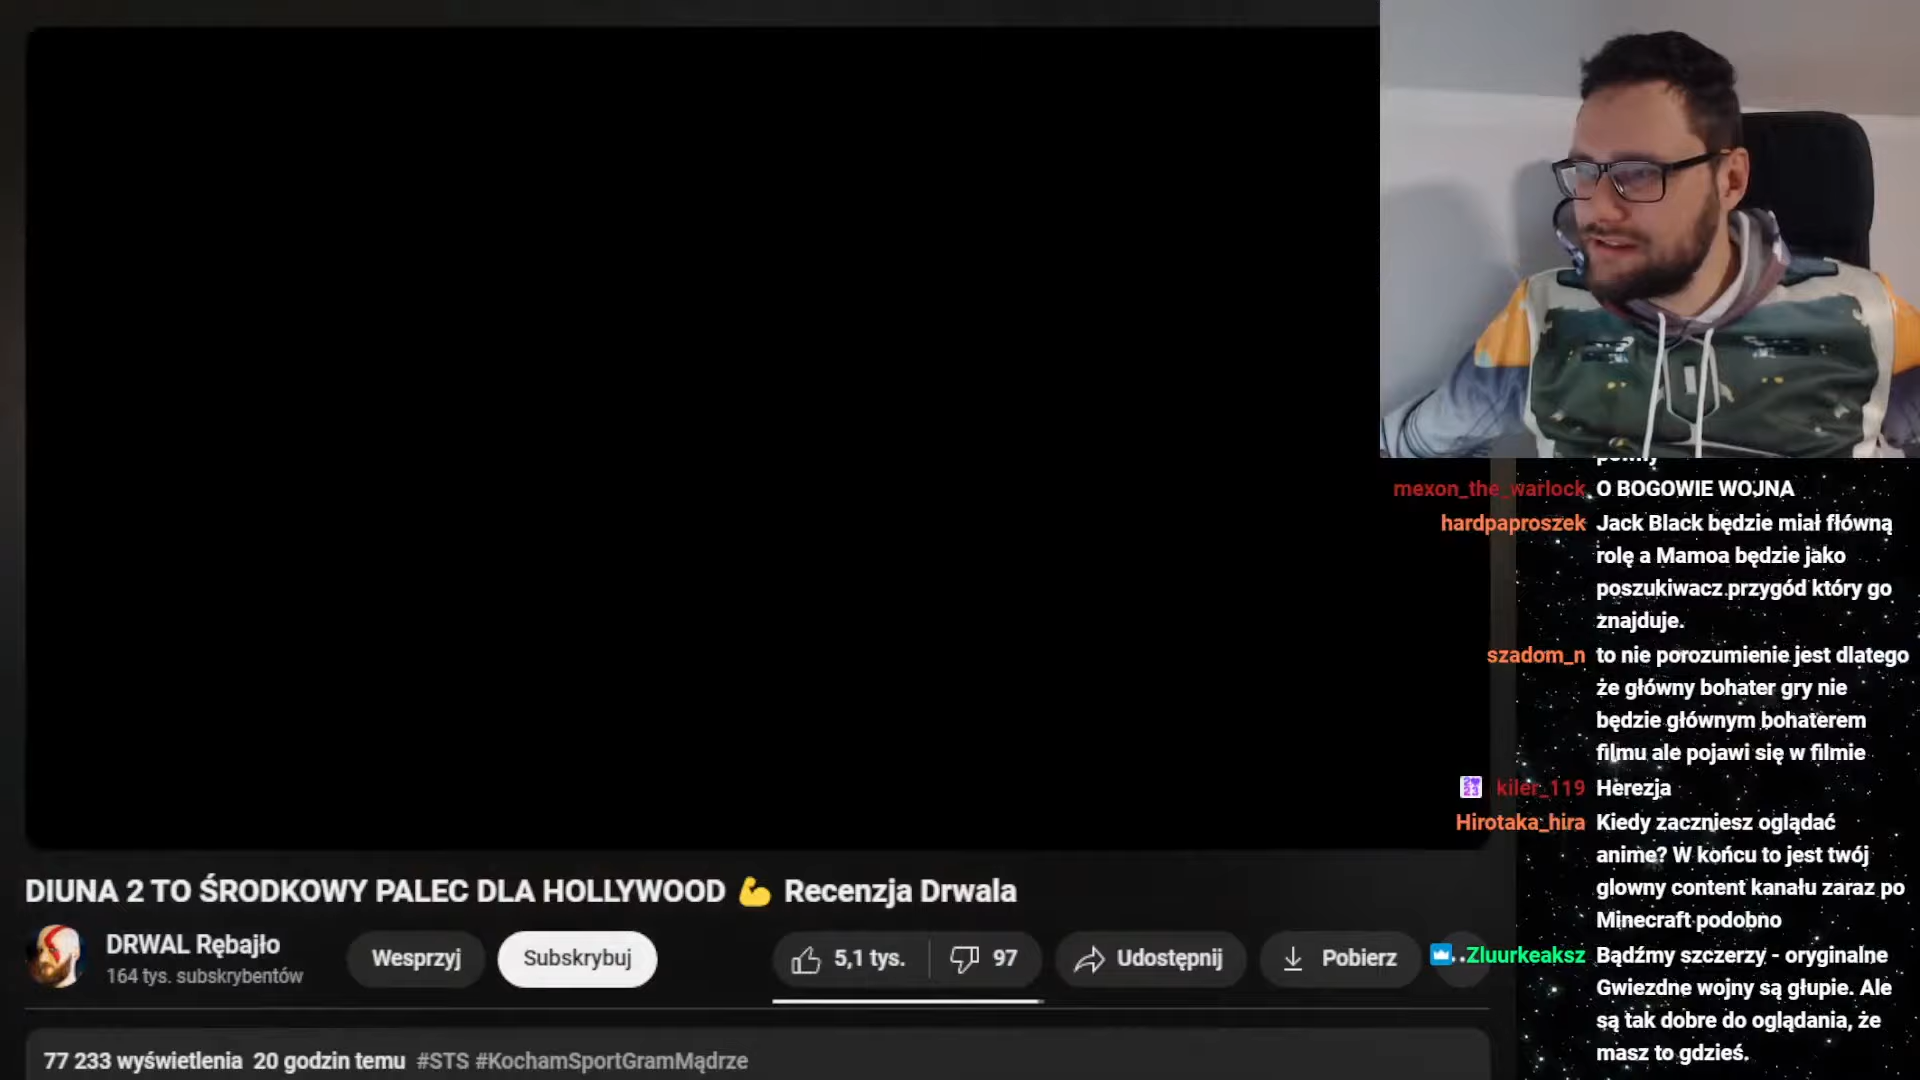 mexon_the_warlock O BOGOWIE WOJNA
hardpaproszek Jack Black będzie miał fłówną
rolę a Mamoa będzie jako
poszukiwacz przygód który go
znajduje.
szadom_n to nie porozumienie jest dlatego
że główny bohater gry nie
będzie głównym bohaterem
filmu ale pojawi się w filmie
kiler_119 Herezja
Hirotaka_hira Kiedy zaczniesz oglądać
anime? W końcu to jest twój
glowny content kanału zaraz po
Minecraft podobno
Zluurkeaksz Bądźmy szczerzy - oryginalne
Gwiezdne wojny są głupie. Ale
są tak dobre do oglądania, że
masz to gdzieś.
DIUNA 2 TO ŚRODKOWY PALEC DLA HOLLYWOOD 💪 Recenzja Drwala
DRWAL Rębajło
164 tys. subskrybentów
Wesprzyj
Subskrybuj
5,1 tys.
97
Udostępnij
Pobierz
77 233 wyświetlenia 20 godzin temu #STS #KochamSportGramMądrze